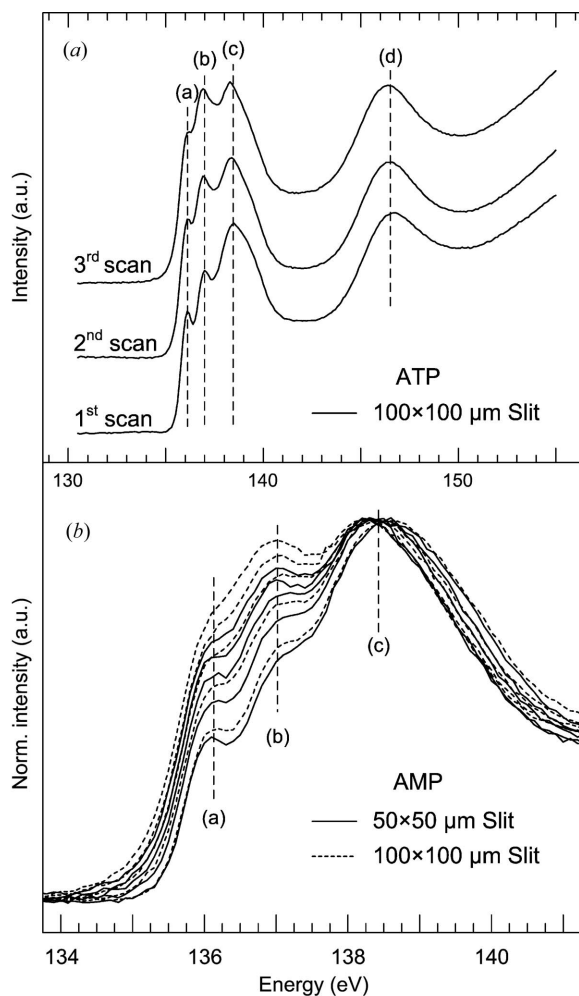 (a)
(c)
(d)
(b)
(a)
Intensity (a.u.)
3rd scan
2nd scan
1st scan
ATP
100×100 µm Slit
130 140 150
(b)
Norm. intensity (a.u.)
(c)
(b)
(a)
AMP
50×50 µm Slit
100×100 µm Slit
134 136 138 140
Energy (eV)